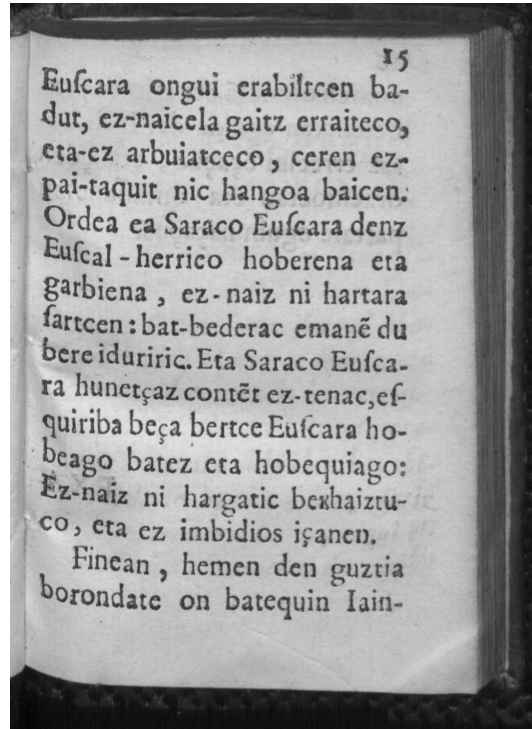 15
Euſcara ongui erabiltcen ba-
dut, ez-naicela gaitz erraiteco,
eta-ez arbuiatceco, ceren ez-
pai-taquit nic hangoa baicen.
Ordea ea Saraco Euſcara denz
Euſcal-herrico hoberena eta
garbiena, ez-naiz ni hartara
ſartcen: bat-bederac emanẽ du
bere iduriric. Eta Saraco Euſca-
ra hunetçaz contẽt ez-tenac, eſ-
quiriba beça bertce Euſcara ho-
beago batez eta hobequiago:
Ez-naiz ni hargatic bekhaiztu-
co, eta ez imbidios içanen.
Finean, hemen den guztia
borondate on batequin Iain-